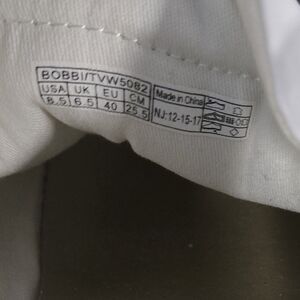 BOBBI/TVW5082
USA UK EU CM
8.5 6.5 40 25.5
Made in China
NJ:12-15-17